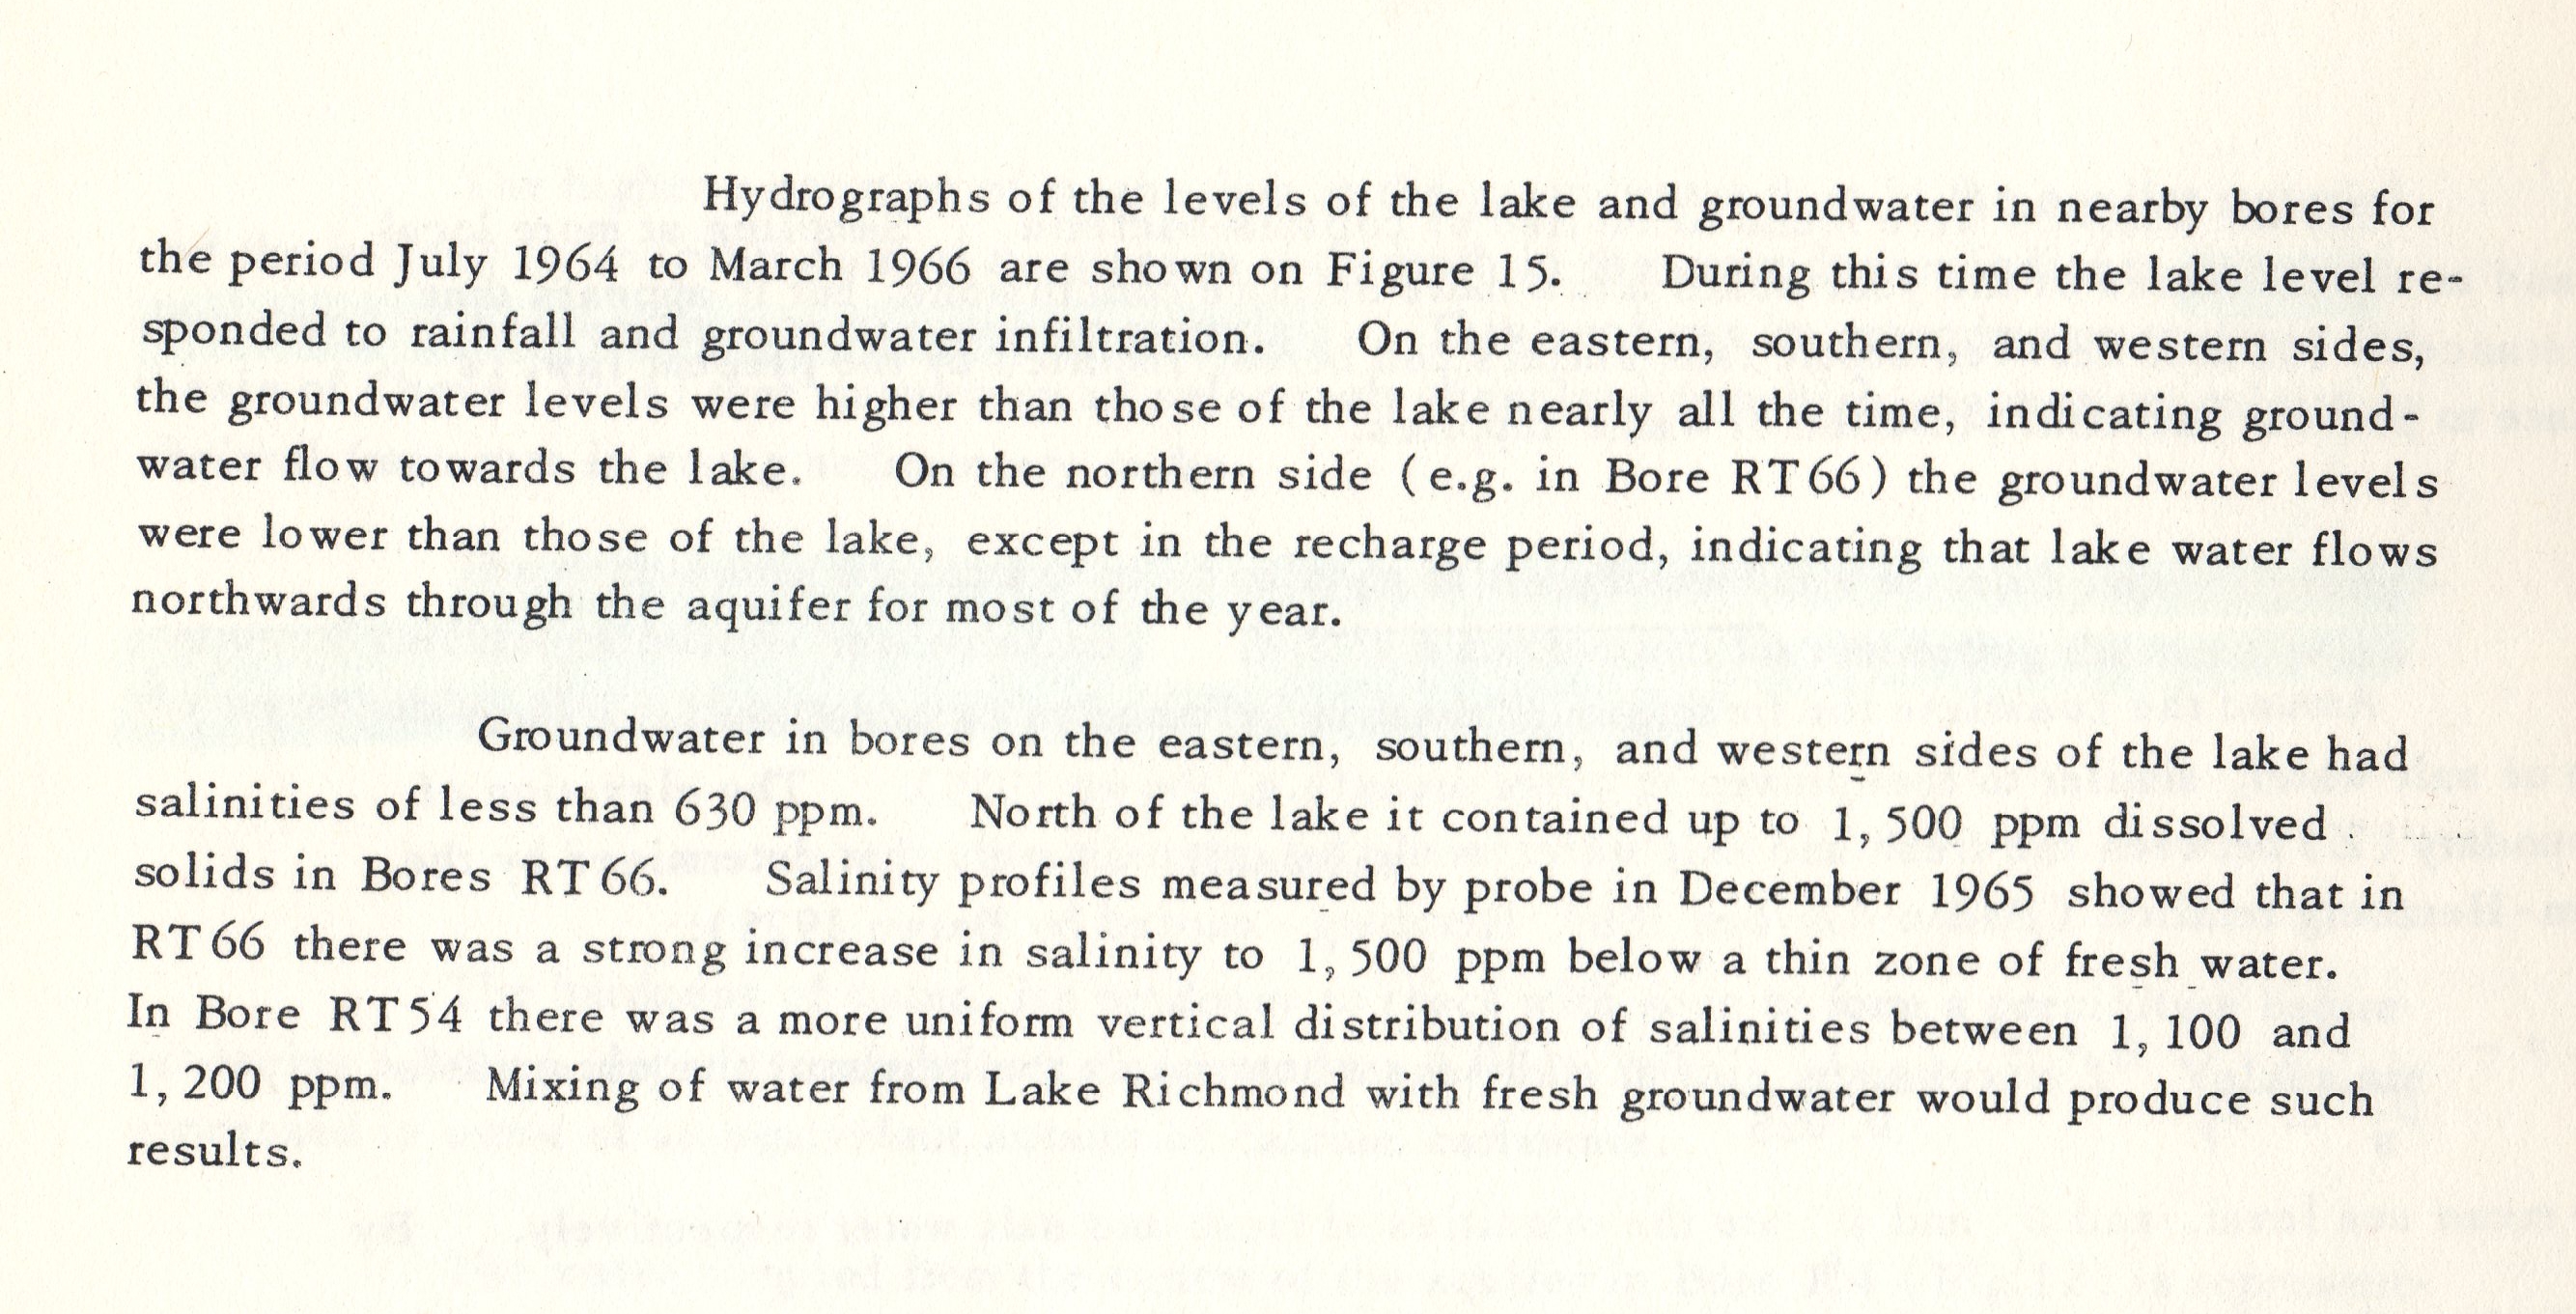 Hydrographs of the levels of the lake and groundwater in nearby bores for
the period July 1964 to March 1966 are shown on Figure 15. During this time the lake level re-
sponded to rainfall and groundwater infiltration. On the eastern, southern, and western sides,
the groundwater levels were higher than those of the lake nearly all the time, indicating ground-
water flow towards the lake. On the northern side (e.g. in Bore RT66) the groundwater levels
were lower than those of the lake, except in the recharge period, indicating that lake water flows
northwards through the aquifer for most of the year.
Groundwater in bores on the eastern, southern, and western sides of the lake had
salinities of less than 630 ppm. North of the lake it contained up to 1, 500 ppm dissolved
solids in Bores RT66. Salinity profiles measured by probe in December 1965 showed that in
RT66 there was a strong increase in salinity to 1, 500 ppm below a thin zone of fresh water.
In Bore RT54 there was a more uniform vertical distribution of salinities between 1, 100 and
1, 200 ppm. Mixing of water from Lake Richmond with fresh groundwater would produce such
results.